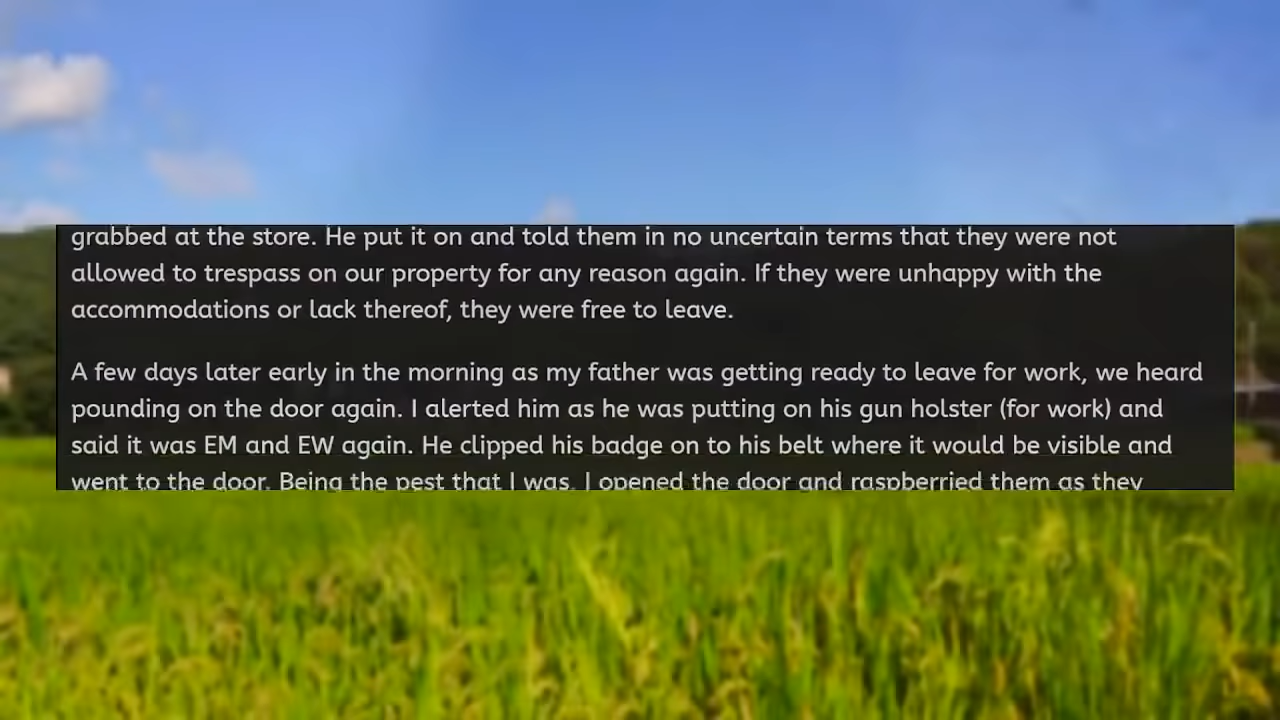 grabbed at the store. He put it on and told them in no uncertain terms that they were not
allowed to trespass on our property for any reason again. If they were unhappy with the
accommodations or lack thereof, they were free to leave.
A few days later early in the morning as my father was getting ready to leave for work, we heard
pounding on the door again. I alerted him as he was putting on his gun holster (for work) and
said it was EM and EW again. He clipped his badge on to his belt where it would be visible and
went to the door. Being the pest that I was, I opened the door and raspberried them as they